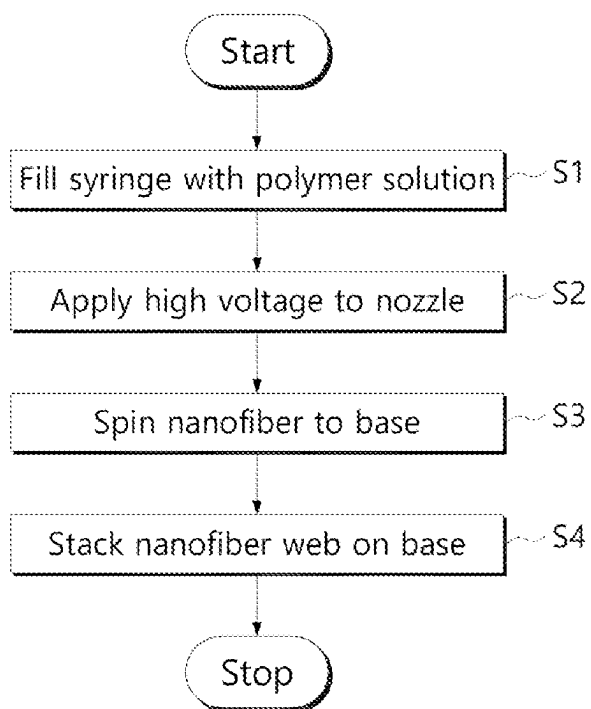 Start
Fill syringe with polymer solution S1
Apply high voltage to nozzle S2
Spin nanofiber to base S3
Stack nanofiber web on base S4
Stop